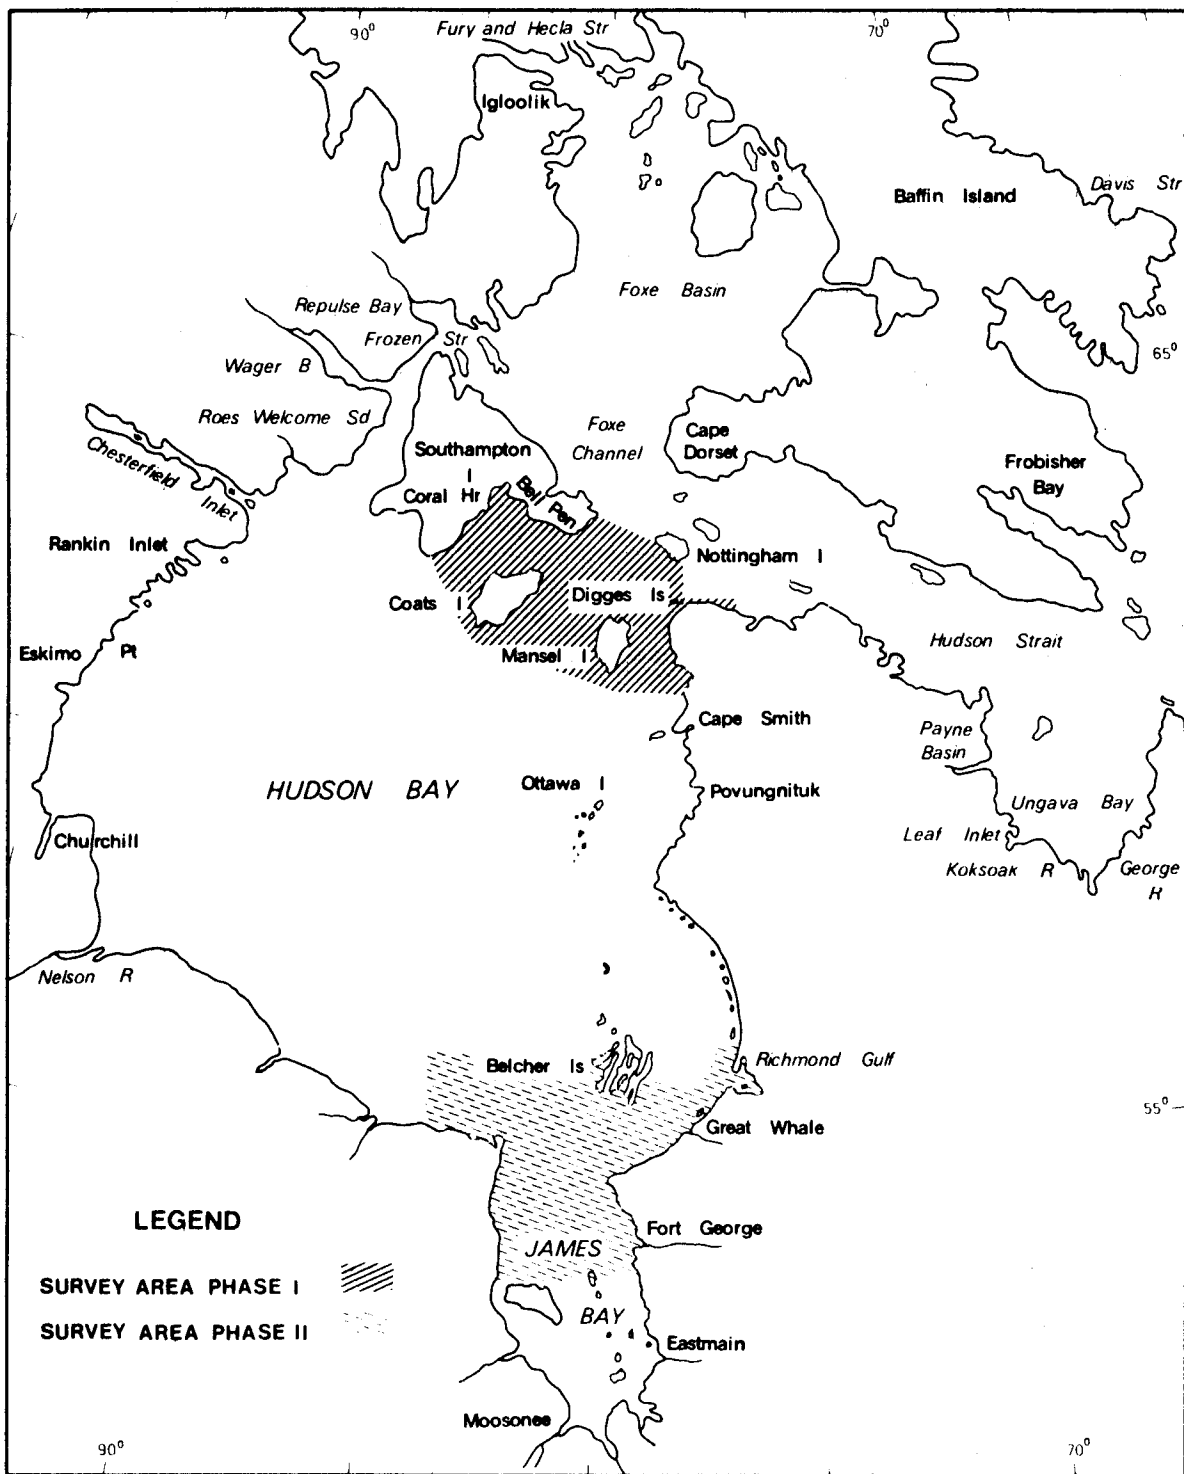 90°
70°
Fury and Hecla Str
Igloolik
Baffin Island
Davis Str
Foxe Basin
Repulse Bay
Frozen Str
65°
Wager B
Roes Welcome Sd
Foxe
Channel
Cape
Dorset
Southampton
I
Chesterfield Inlet
Coral Hr
Bell Pen
Frobisher
Bay
Rankin Inlet
Nottingham I
Coats I
Digges Is
Eskimo Pt
Mansel I
Hudson Strait
Cape Smith
Payne
Basin
HUDSON BAY
Ottawa I
Povungnituk
Ungava Bay
Churchill
Leaf Inlet
Koksoak R
George
R
Nelson R
Belcher Is
Richmond Gulf
55°
Great Whale
LEGEND
Fort George
JAMES
BAY
SURVEY AREA PHASE I
SURVEY AREA PHASE II
Eastmain
Moosonee
90°
70°